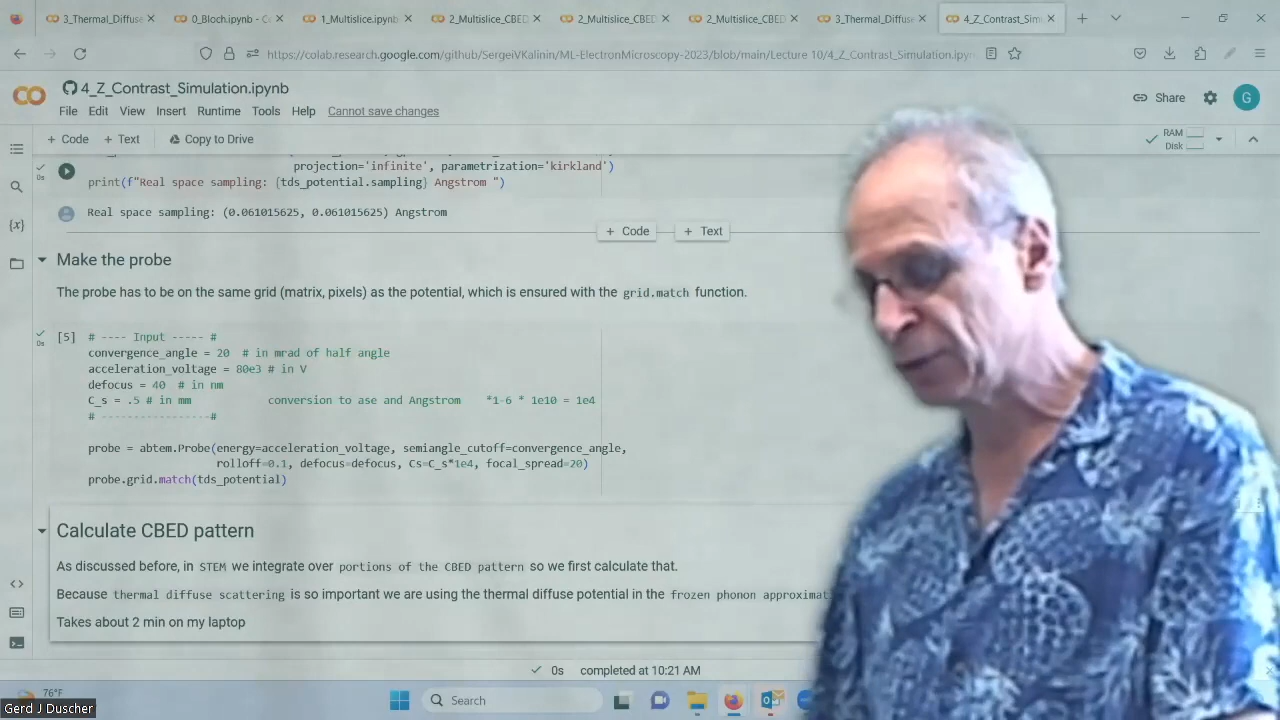 3_Thermal_Diffuse
0_Bloch.ipynb - C
1_Multislice.ipynb
2_Multislice_CBED
2_Multislice_CBED
2_Multislice_CBED
3_Thermal_Diffuse
4_Z_Contrast_Sim
https://colab.research.google.com/github/SergeiVKalinin/ML-ElectronMicroscopy-2023/blob/main/Lecture 10/4_Z_Contrast_Simulation.ipyn
4_Z_Contrast_Simulation.ipynb
File Edit View Insert Runtime Tools Help Cannot save changes
Share
G
+ Code + Text Copy to Drive
RAM
Disk
projection='infinite', parametrization='kirkland')
0s
print(f"Real space sampling: {tds_potential.sampling} Angstrom ")
Real space sampling: (0.061015625, 0.061015625) Angstrom
+ Code + Text
{x}
Make the probe
The probe has to be on the same grid (matrix, pixels) as the potential, which is ensured with the grid.match function.
0s
[5] # ---- Input ----- #
convergence_angle = 20 # in mrad of half angle
acceleration_voltage = 80e3 # in V
defocus = 40 # in nm
C_s = .5 # in mm conversion to ase and Angstrom *1-6 * 1e10 = 1e4
# -----------------#
probe = abtem.Probe(energy=acceleration_voltage, semiangle_cutoff=convergence_angle,
rolloff=0.1, defocus=defocus, Cs=C_s*1e4, focal_spread=20)
probe.grid.match(tds_potential)
Calculate CBED pattern
As discussed before, in STEM we integrate over portions of the CBED pattern so we first calculate that.
Because thermal diffuse scattering is so important we are using the thermal diffuse potential in the frozen phonon approximat
Takes about 2 min on my laptop
0s completed at 10:21 AM
76°F
Search
Gerd J Duscher